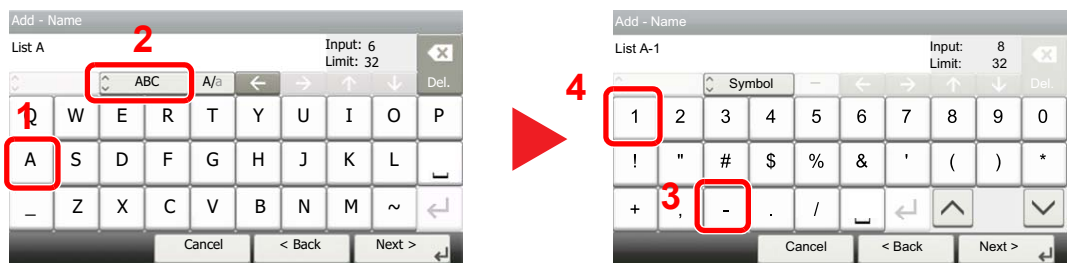 Add - Name
List A
Input: 6
Limit: 32
2
ABC
A/a
←
→
↑
↓
Del.
1
Q W E R T Y U I O P
A S D F G H J K L
_ Z X C V B N M ~
Cancel
< Back
Next >
Add - Name
List A-1
Input: 8
Limit: 32
4
Symbol
Del.
1 2 3 4 5 6 7 8 9 0
! " # $ % & ' ( ) *
3
+ , - . /
Cancel
< Back
Next >